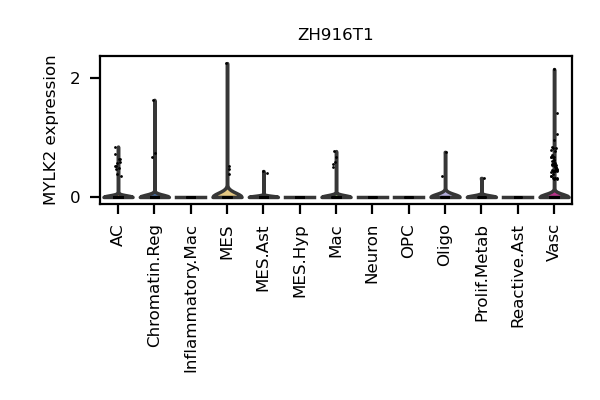 ZH916T1
MYLK2 expression
2
0
AC
Chromatin.Reg
Inflammatory.Mac
MES
MES.Ast
MES.Hyp
Mac
Neuron
OPC
Oligo
Prolif.Metab
Reactive.Ast
Vasc